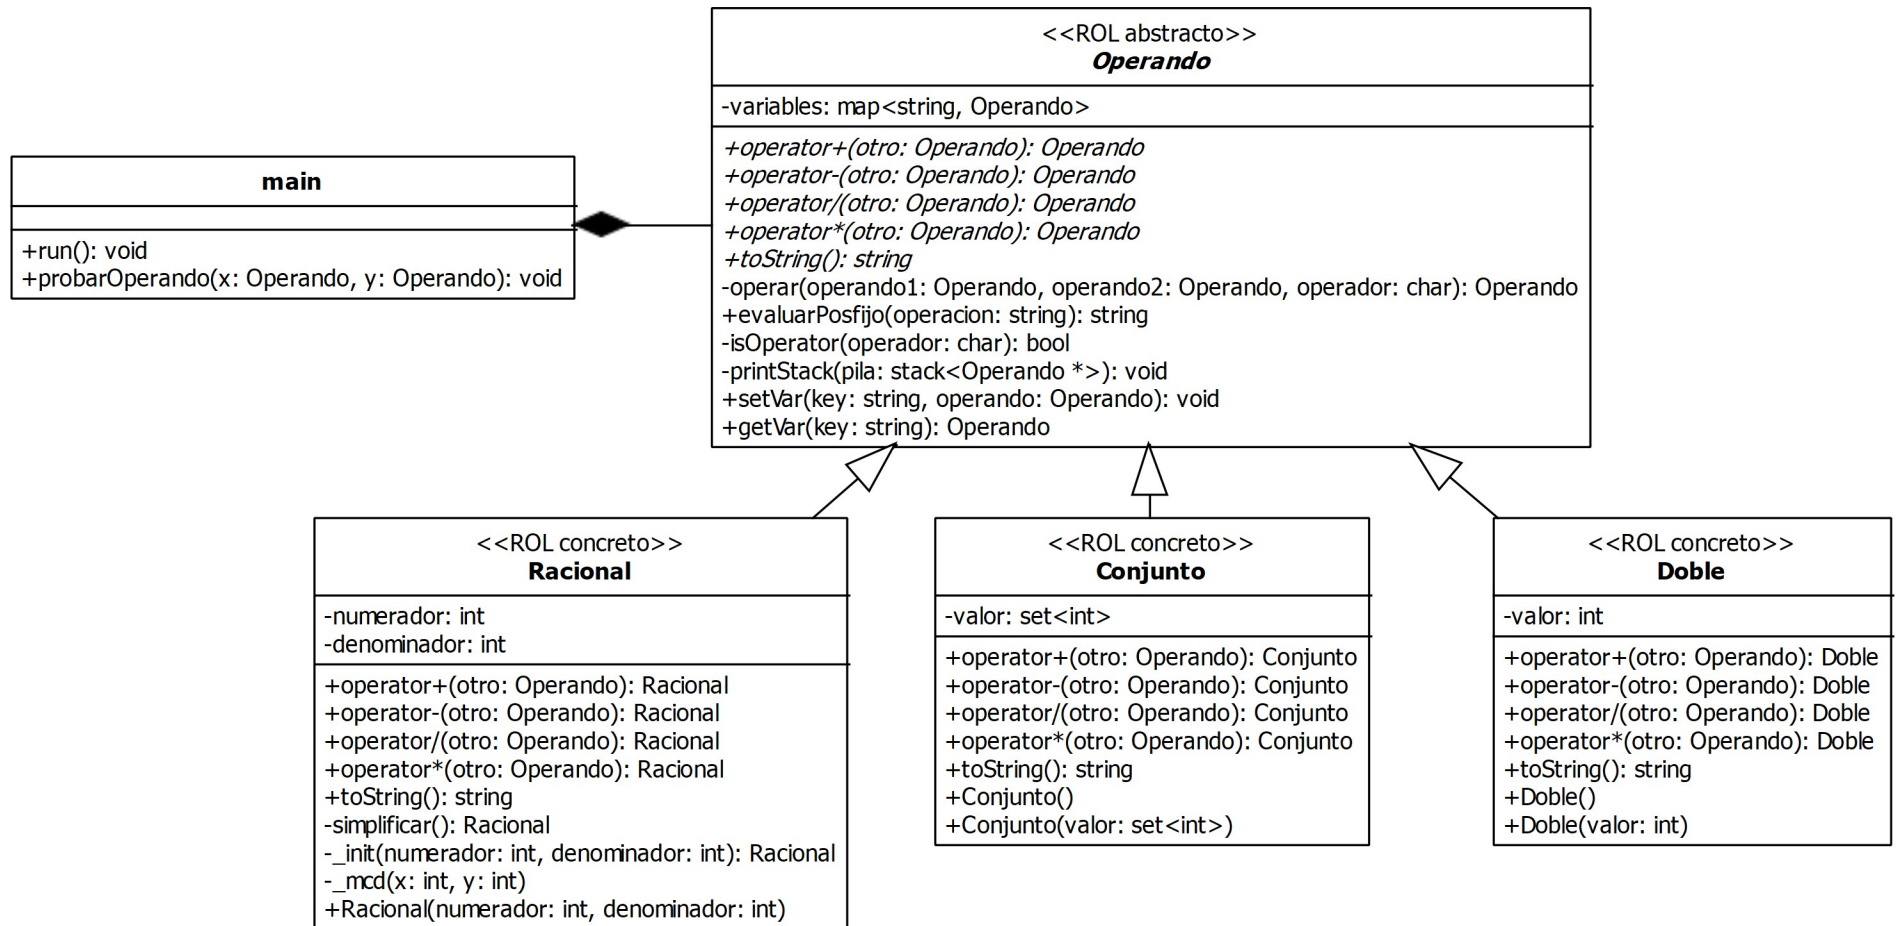 <<ROL abstracto>>
Operando
-variables: map<string, Operando>
+operator+(otro: Operando): Operando
+operator-(otro: Operando): Operando
+operator/(otro: Operando): Operando
+operator*(otro: Operando): Operando
+toString(): string
-operar(operando1: Operando, operando2: Operando, operador: char): Operando
+evaluarPosfijo(operacion: string): string
-isOperator(operador: char): bool
-printStack(pila: stack<Operando *>): void
+setVar(key: string, operando: Operando): void
+getVar(key: string): Operando
main
+run(): void
+probarOperando(x: Operando, y: Operando): void
<<ROL concreto>>
Racional
-numerador: int
-denominador: int
+operator+(otro: Operando): Racional
+operator-(otro: Operando): Racional
+operator/(otro: Operando): Racional
+operator*(otro: Operando): Racional
+toString(): string
-simplificar(): Racional
-_init(numerador: int, denominador: int): Racional
-_mcd(x: int, y: int)
+Racional(numerador: int, denominador: int)
<<ROL concreto>>
Conjunto
-valor: set<int>
+operator+(otro: Operando): Conjunto
+operator-(otro: Operando): Conjunto
+operator/(otro: Operando): Conjunto
+operator*(otro: Operando): Conjunto
+toString(): string
+Conjunto()
+Conjunto(valor: set<int>)
<<ROL concreto>>
Doble
-valor: int
+operator+(otro: Operando): Doble
+operator-(otro: Operando): Doble
+operator/(otro: Operando): Doble
+operator*(otro: Operando): Doble
+toString(): string
+Doble()
+Doble(valor: int)